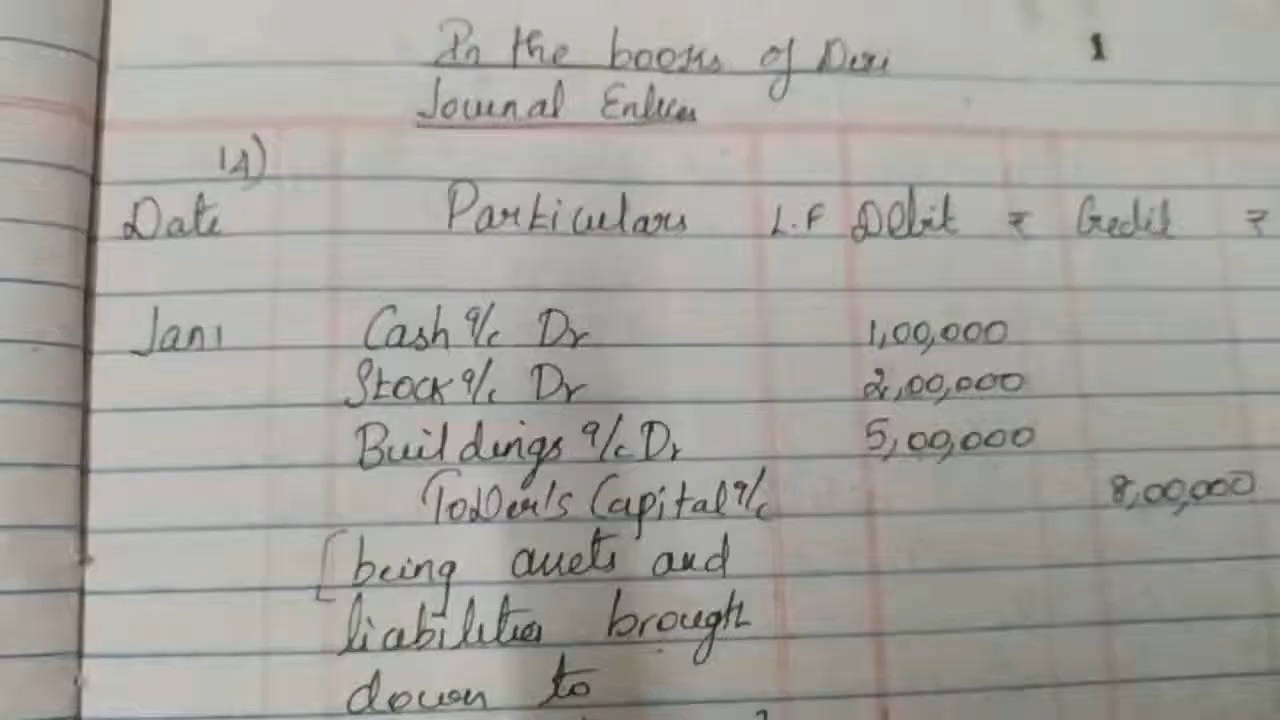 In the books of Devi 1
Journal Entries
14)
Date Particulars L.F Debit ₹ Credit ₹
Jan1 Cash a/c Dr 1,00,000
Stock a/c Dr 2,00,000
Buildings a/c Dr 5,00,000
To Devi's Capital a/c 8,00,000
[being assets and
liabilities brough
down to